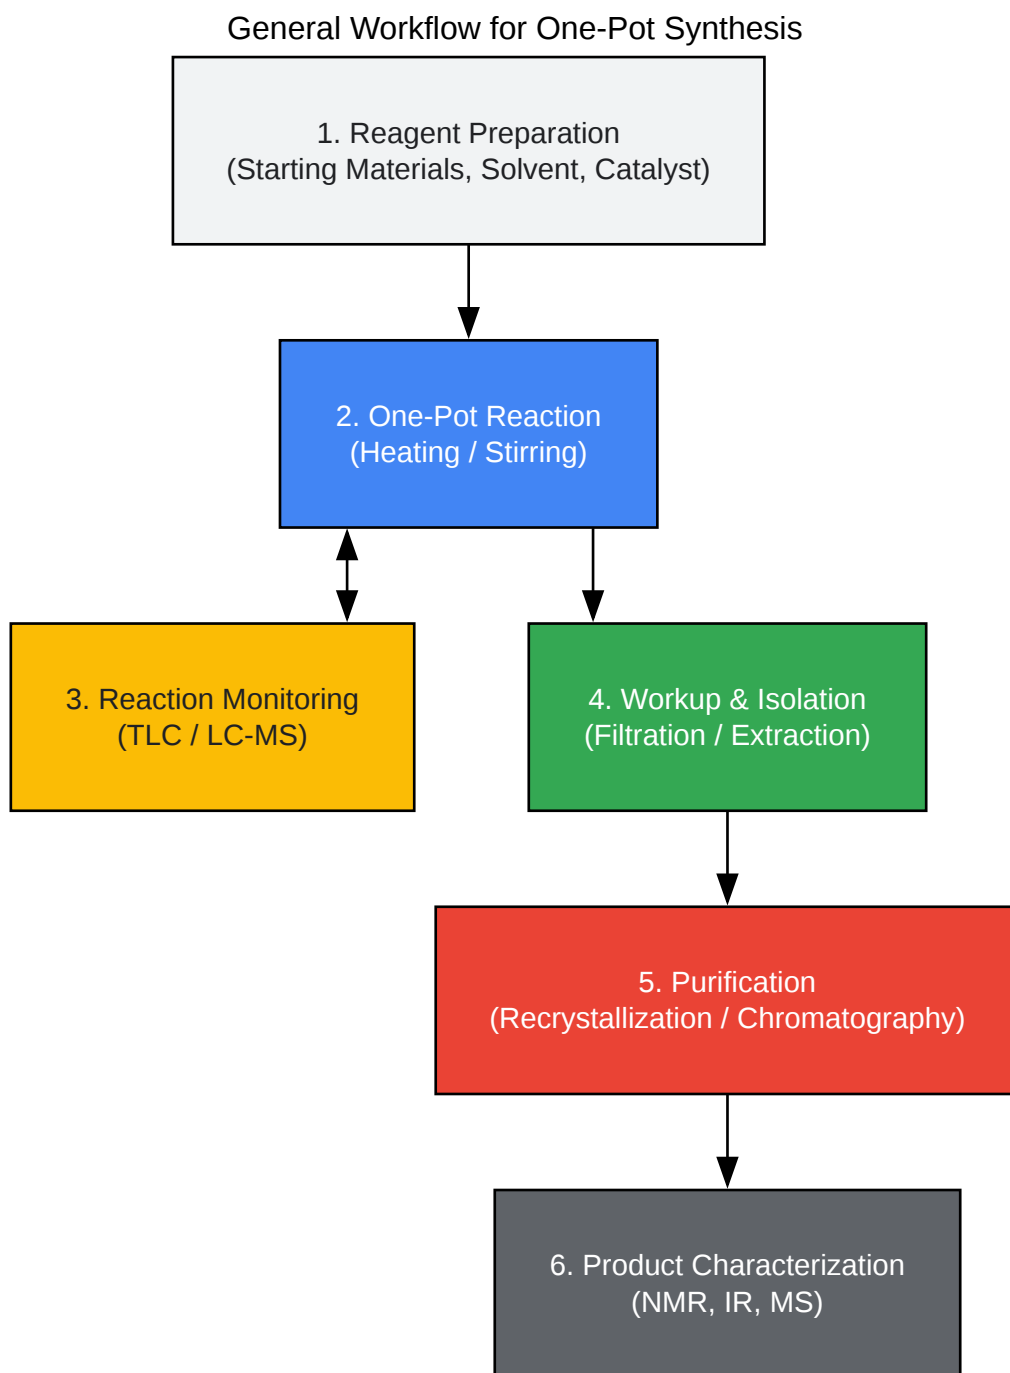 General Workflow for One-Pot Synthesis
1. Reagent Preparation
(Starting Materials, Solvent, Catalyst)
2. One-Pot Reaction
(Heating / Stirring)
3. Reaction Monitoring
(TLC / LC-MS)
4. Workup & Isolation
(Filtration / Extraction)
5. Purification
(Recrystallization / Chromatography)
6. Product Characterization
(NMR, IR, MS)